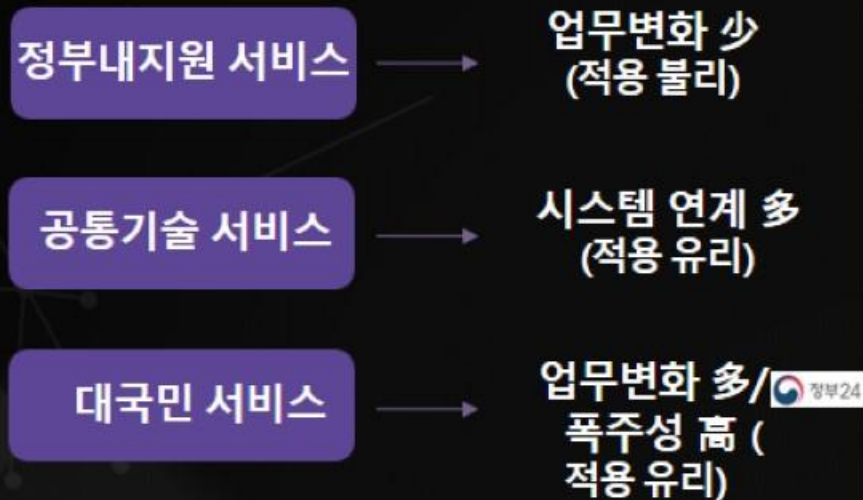 정부내지원 서비스
업무변화 少
(적용 불리)
공통기술 서비스
시스템 연계 多
(적용 유리)
대국민 서비스
업무변화 多/
정부24
폭주성 高 (
적용 유리)